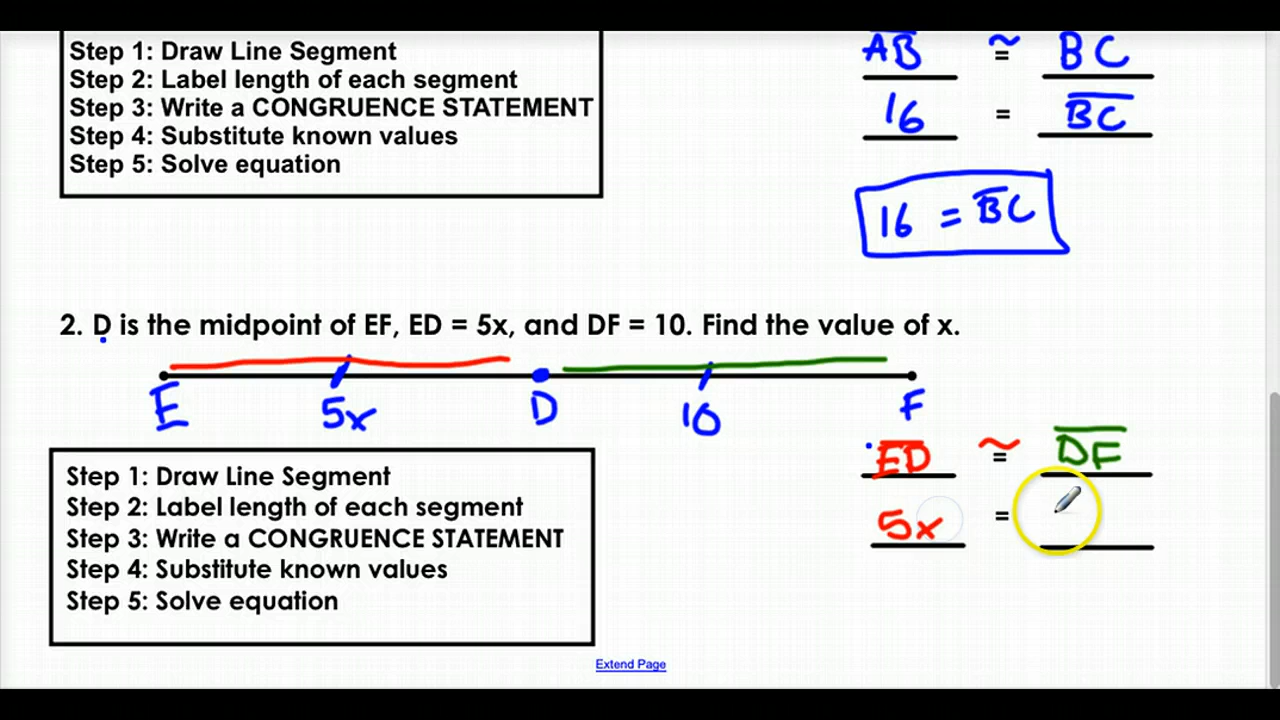 Step 1: Draw Line Segment
Step 2: Label length of each segment
Step 3: Write a CONGRUENCE STATEMENT
Step 4: Substitute known values
Step 5: Solve equation
AB ≅ BC
16 = BC
16 = BC
2. D is the midpoint of EF, ED = 5x, and DF = 10. Find the value of x.
E 5x D 10 F
ED ≅ DF
5x =
Step 1: Draw Line Segment
Step 2: Label length of each segment
Step 3: Write a CONGRUENCE STATEMENT
Step 4: Substitute known values
Step 5: Solve equation
Extend Page